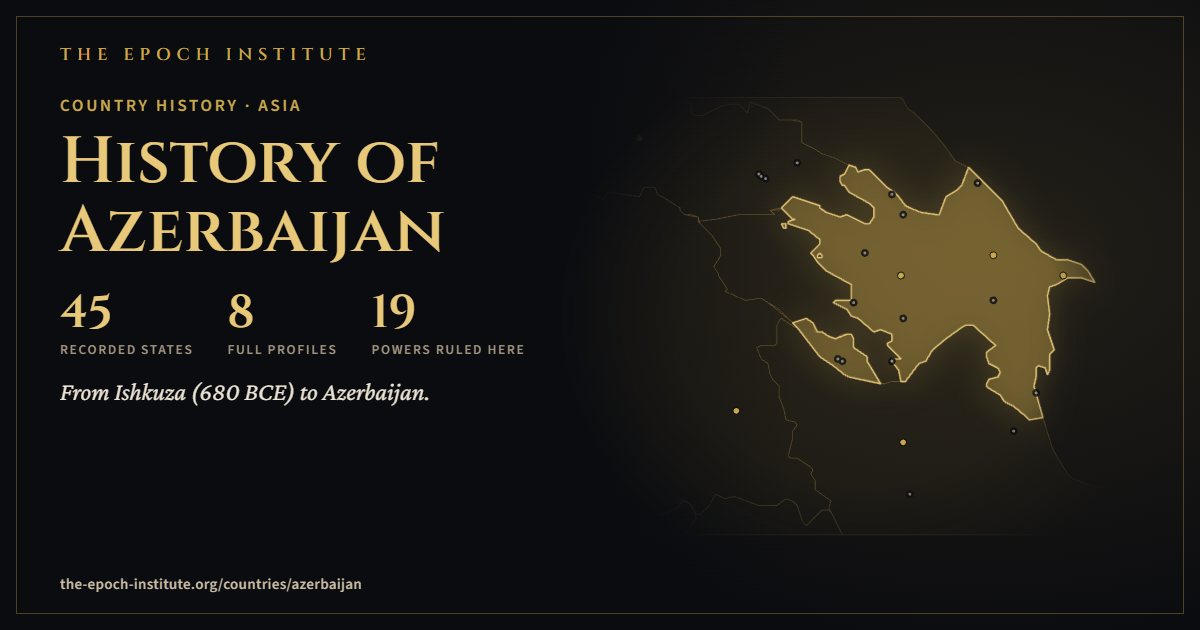 THE EPOCH INSTITUTE
COUNTRY HISTORY · ASIA
HISTORY OF
AZERBAIJAN
45 8 19
RECORDED STATES FULL PROFILES POWERS RULED HERE
From Ishkuza (680 BCE) to Azerbaijan.
the-epoch-institute.org/countries/azerbaijan